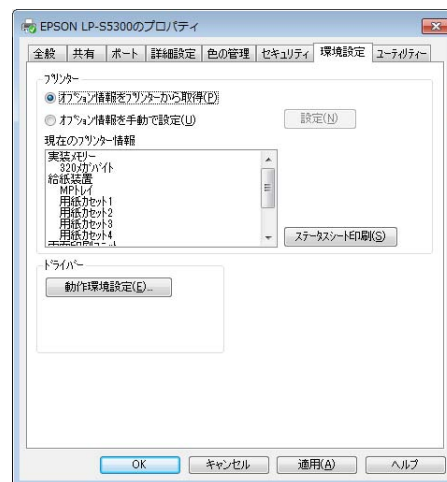 EPSON LP-S5300のプロパティ
全般 共有 ポート 詳細設定 色の管理 セキュリティ 環境設定 ユーティリティー
プリンター
オプション情報をプリンターから取得(P)
オプション情報を手動で設定(U)
設定(N)
現在のプリンター情報
実装メモリー
320メガバイト
給紙装置
MPトレイ
用紙カセット1
用紙カセット2
用紙カセット3
用紙カセット4
両面印刷ユニット
ステータスシート印刷(S)
ドライバー
動作環境設定(E)...
OK キャンセル 適用(A) ヘルプ